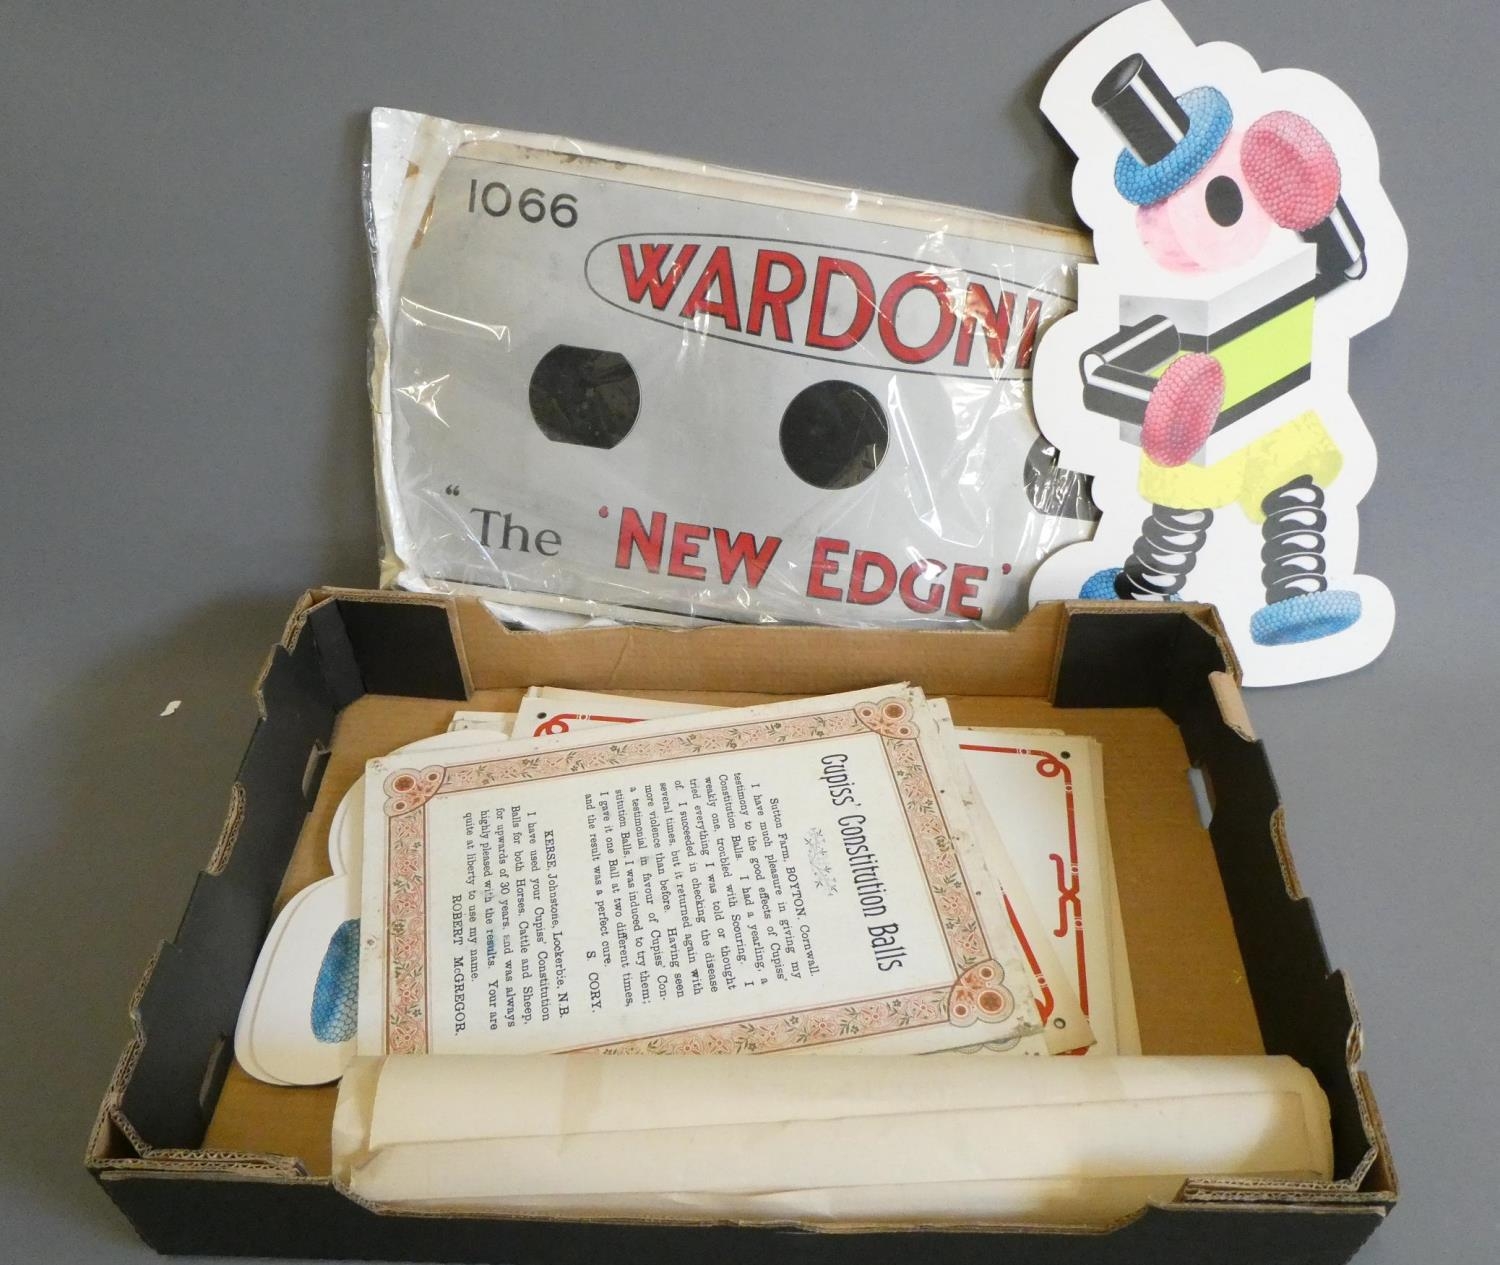 1066
WARDONI
"The 'NEW EDGE'
Cupiss' Constitution Balls
Sutton Farm, BOYTON, Cornwall.
I have much pleasure in giving my
testimony to the good effects of Cupiss'
Constitution Balls. I had a yearling, a
weakly one, troubled with Scouring. I
tried everything I was told or thought
of. I succeeded in checking the disease
several times, but it returned again with
more violence than before. Having seen
a testimonial in favour of Cupiss' Con-
stitution Balls, I was induced to try them;
I gave it one Ball at two different times,
and the result was a perfect cure.
S. CORY.
KERSE, Johnstone, Lockerbie, N.B.
I have used your Cupiss' Constitution
Balls for both Horses, Cattle and Sheep,
for upwards of 30 years, and was always
highly pleased with the results. Your are
quite at liberty to use my name.
ROBERT McGREGOR.